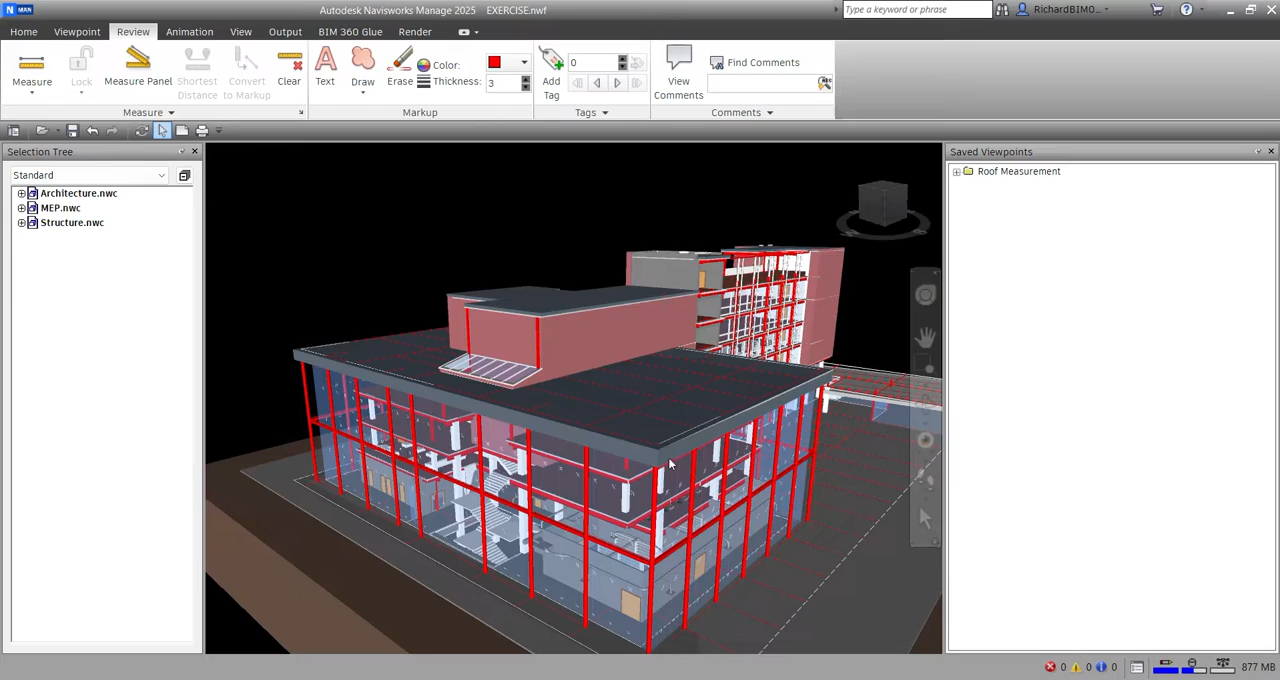 MAN
Autodesk Navisworks Manage 2025 EXERCISE.nwf
Type a keyword or phrase
RichardBIMO...
Home Viewpoint Review Animation View Output BIM 360 Glue Render
Measure
Lock
Measure Panel
Shortest
Distance
Convert
to Markup
Clear
Text
Draw
Erase
Color:
Thickness: 3
Add
Tag
0
View
Comments
Find Comments
Measure
Markup
Tags
Comments
Selection Tree
Standard
Architecture.nwc
MEP.nwc
Structure.nwc
Saved Viewpoints
Roof Measurement
0 0 0 877 MB